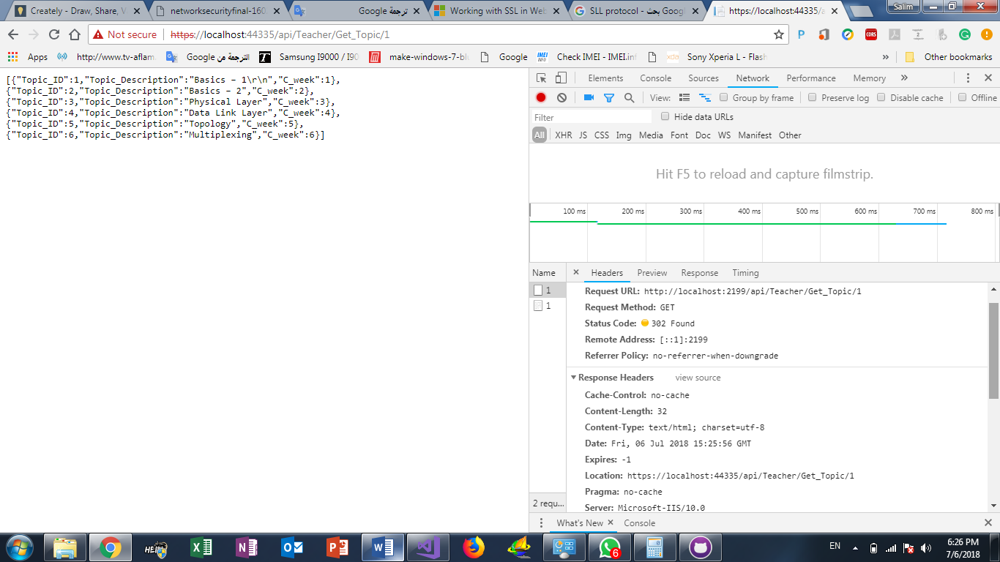 Creately - Draw, Share, V
networksecurityfinal-160
ترجمة Google
Working with SSL in Web
SLL protocol - بحث Goog
https://localhost:44335/a
Salim
Not secure
https://localhost:44335/api/Teacher/Get_Topic/1
Apps
http://www.tv-aflam
الترجمة من Google
Samsung I9000 / I90
make-windows-7-bl
Google
Check IMEI - IMEI.inf
Sony Xperia L - Flash
»
Other bookmarks
[{"Topic_ID":1,"Topic_Description":"Basics – 1\r\n","C_week":1},
{"Topic_ID":2,"Topic_Description":"Basics – 2","C_week":2},
{"Topic_ID":3,"Topic_Description":"Physical Layer","C_week":3},
{"Topic_ID":4,"Topic_Description":"Data Link Layer","C_week":4},
{"Topic_ID":5,"Topic_Description":"Topology","C_week":5},
{"Topic_ID":6,"Topic_Description":"Multiplexing","C_week":6}]
Elements Console Sources Network Performance Memory »
View: Group by frame Preserve log Disable cache Offline
Filter Hide data URLs
All XHR JS CSS Img Media Font Doc WS Manifest Other
Hit F5 to reload and capture filmstrip.
100 ms 200 ms 300 ms 400 ms 500 ms 600 ms 700 ms 800 ms
Name Headers Preview Response Timing
1
1
Request URL: http://localhost:2199/api/Teacher/Get_Topic/1
Request Method: GET
Status Code: 302 Found
Remote Address: [::1]:2199
Referrer Policy: no-referrer-when-downgrade
Response Headers view source
Cache-Control: no-cache
Content-Length: 32
Content-Type: text/html; charset=utf-8
Date: Fri, 06 Jul 2018 15:25:56 GMT
Expires: -1
Location: https://localhost:44335/api/Teacher/Get_Topic/1
Pragma: no-cache
Server: Microsoft-IIS/10.0
2 requ...
What's New Console
EN
6:26 PM
7/6/2018